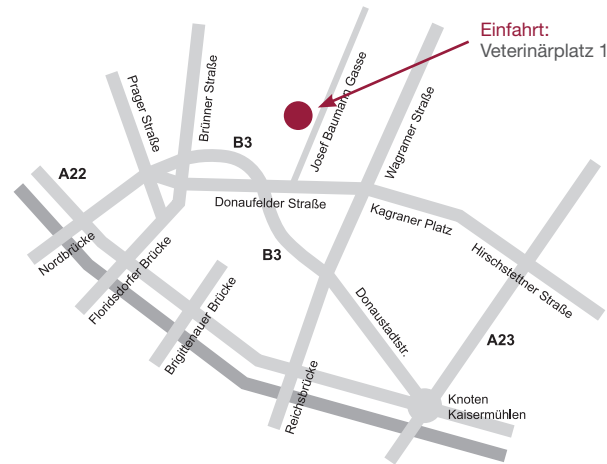 Einfahrt:
Veterinärplatz 1
Josef Baumann Gasse
Brünner Straße
Prager Straße
Wagramer Straße
B3
A22
Donaufelder Straße
Kagraner Platz
Nordbrücke
Floridsdorfer Brücke
B3
Hirschstettner Straße
Brigittenauer Brücke
Donaustadtstr.
A23
Reichsbrücke
Knoten
Kaisermühlen